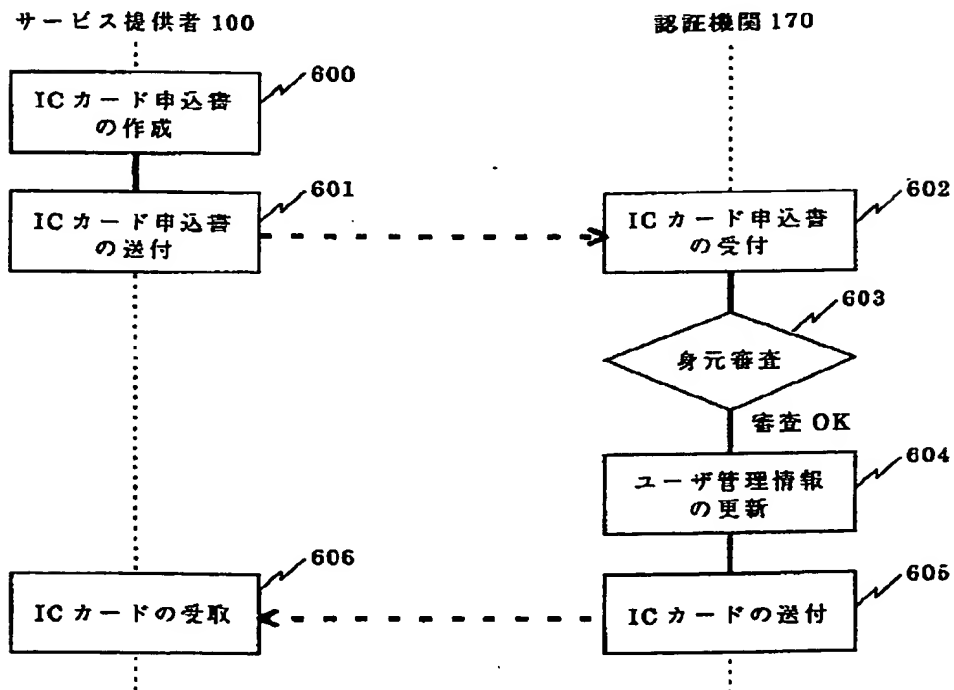 サービス提供者 100
認証機関 170
600
ICカード申込書
の作成
601
ICカード申込書
の送付
602
ICカード申込書
の受付
603
身元審査
審査 OK
604
ユーザ管理情報
の更新
605
ICカードの送付
606
ICカードの受取